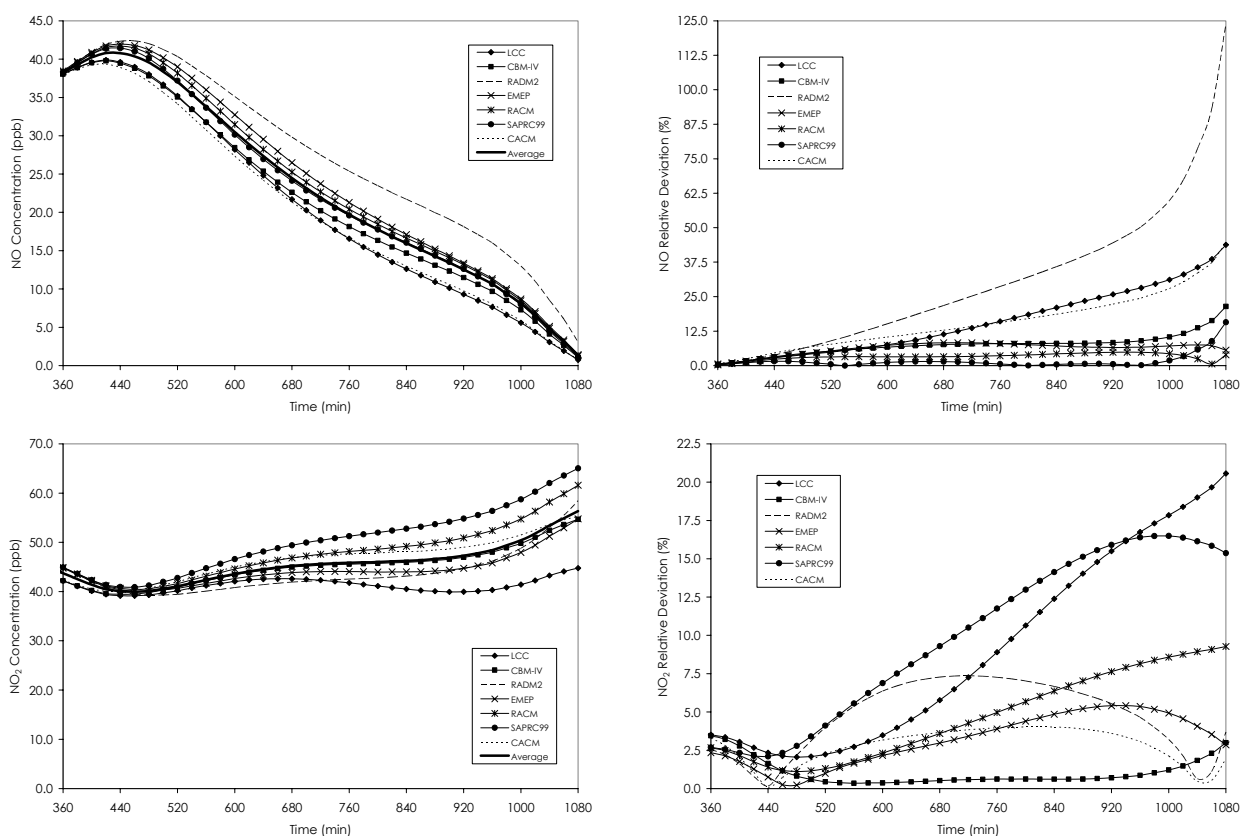 NO Concentration (ppb)
45.0
40.0
35.0
30.0
25.0
20.0
15.0
10.0
5.0
0.0
360 440 520 600 680 760 840 920 1000 1080
Time (min)
LCC
CBM-IV
RADM2
EMEP
RACM
SAPRC99
CACM
Average
NO Relative Deviation (%)
125.0
112.5
100.0
87.5
75.0
62.5
50.0
37.5
25.0
12.5
0.0
360 440 520 600 680 760 840 920 1000 1080
Time (min)
LCC
CBM-IV
RADM2
EMEP
RACM
SAPRC99
CACM
NO₂ Concentration (ppb)
70.0
60.0
50.0
40.0
30.0
20.0
10.0
0.0
360 440 520 600 680 760 840 920 1000 1080
Time (min)
LCC
CBM-IV
RADM2
EMEP
RACM
SAPRC99
CACM
Average
NO₂ Relative Deviation (%)
22.5
20.0
17.5
15.0
12.5
10.0
7.5
5.0
2.5
0.0
360 440 520 600 680 760 840 920 1000 1080
Time (min)
LCC
CBM-IV
RADM2
EMEP
RACM
SAPRC99
CACM